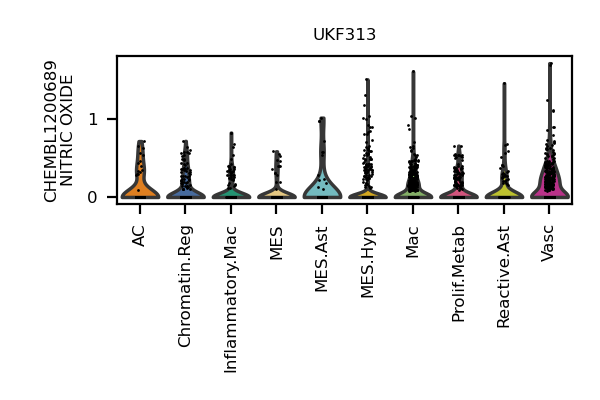 UKF313
CHEMBL1200689
NITRIC OXIDE
1
0
AC
Chromatin.Reg
Inflammatory.Mac
MES
MES.Ast
MES.Hyp
Mac
Prolif.Metab
Reactive.Ast
Vasc